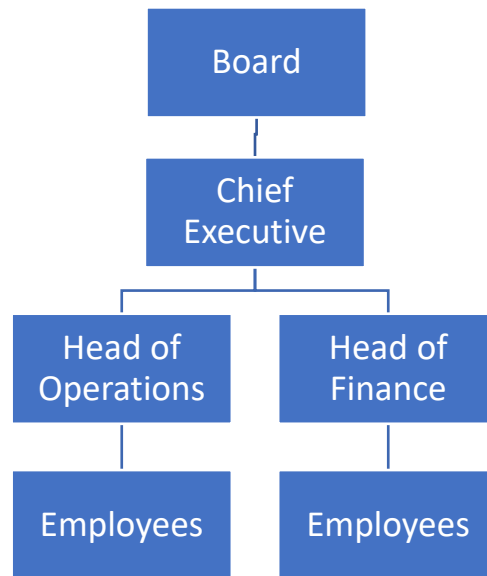 Board
Chief
Executive
Head of
Operations
Head of
Finance
Employees
Employees